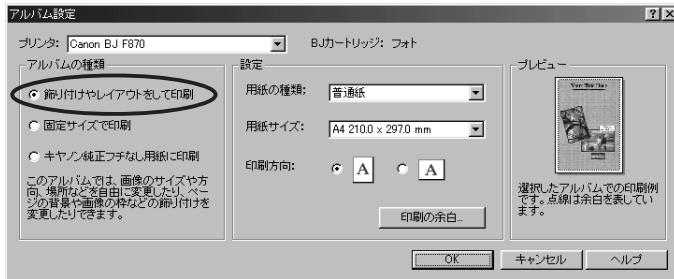 アルバム設定
プリンタ: Canon BJ F870
BJカートリッジ: フォト
アルバムの種類
飾り付けやレイアウトをして印刷
固定サイズで印刷
キヤノン純正フチなし用紙に印刷
このアルバムでは、画像のサイズや方
向、場所などを自由に変更したり、ペー
ジの背景や画像の枠などの飾り付けを
変更したりできます。
設定
用紙の種類: 普通紙
用紙サイズ: A4 210.0 x 297.0 mm
印刷方向: A A
印刷の余白...
プレビュー
Your Title Here
選択したアルバムでの印刷例
です。点線は余白を表してい
ます。
OK キャンセル ヘルプ